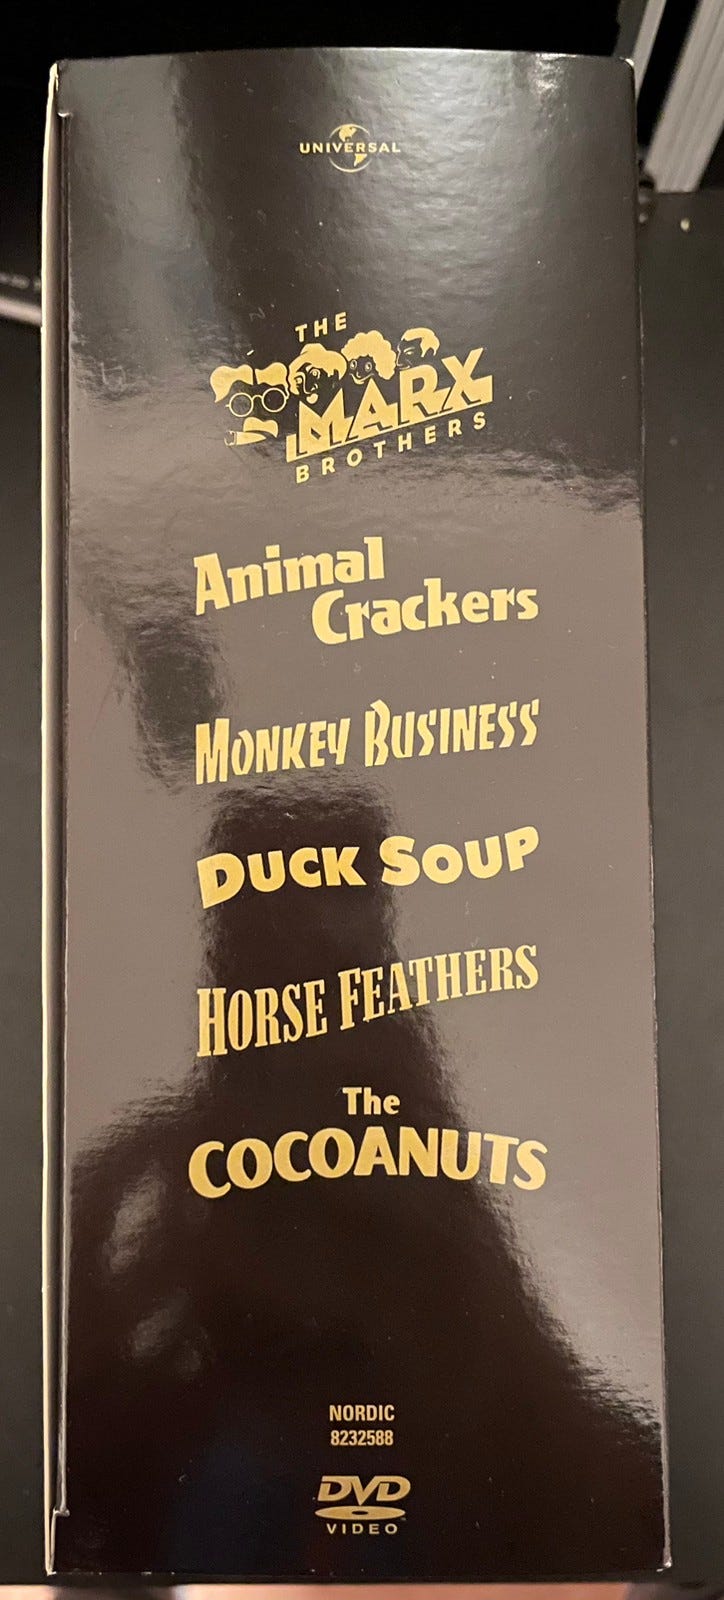 UNIVERSAL
THE
MARX
BROTHERS
Animal
Crackers
MONKEY BUSINESS
DUCK SOUP
HORSE FEATHERS
The
COCOANUTS
NORDIC
8232588
DVD
VIDEO